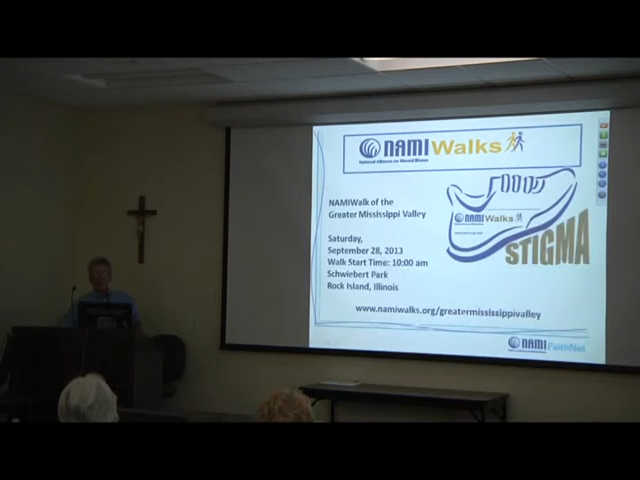 NAMIWalks
National Alliance on Mental Illness
NAMIWalk of the
Greater Mississippi Valley
Saturday,
September 28, 2013
Walk Start Time: 10:00 am
Schwiebert Park
Rock Island, Illinois
NAMIWalks
STIGMA
www.namiwalks.org/greatermississippivalley
NAMI FaithNet